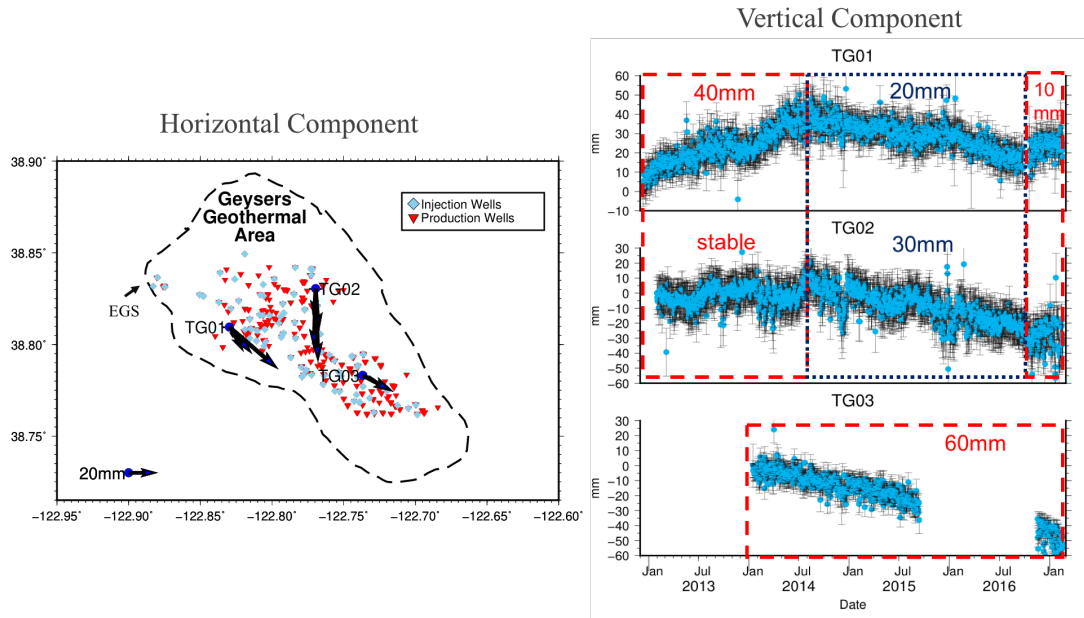 Vertical Component
Horizontal Component
38.90°
38.85°
38.80°
38.75°
−122.95°
−122.90°
−122.85°
−122.80°
−122.75°
−122.70°
−122.65°
−122.60°
Geysers
Geothermal
Area
Injection Wells
Production Wells
EGS
TG01
TG02
TG03
20mm
TG01
60
50
40
30
20
10
0
−10
mm
40mm
20mm
10
mm
TG02
30
20
10
0
−10
−20
−30
−40
−50
−60
mm
stable
30mm
TG03
30
20
10
0
−10
−20
−30
−40
−50
−60
mm
60mm
Jan Jul Jan Jul Jan Jul Jan Jul Jan
2013 2014 2015 2016
Date